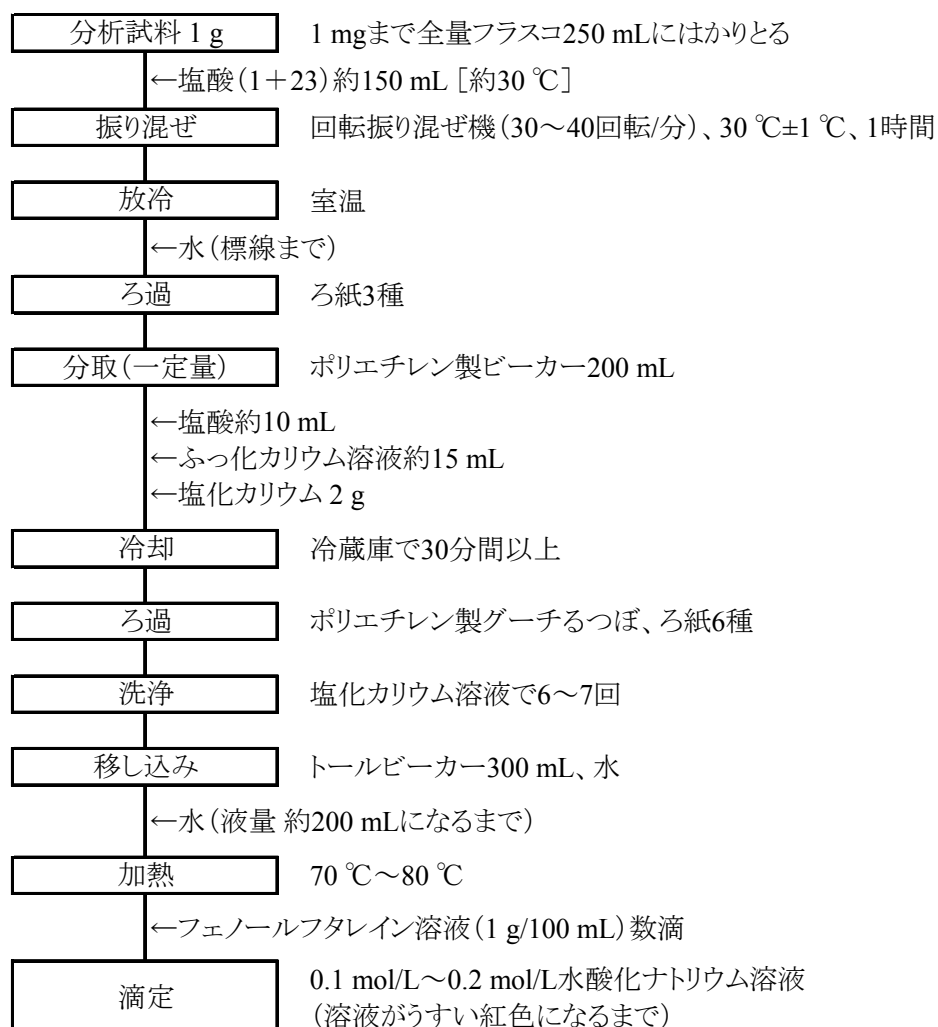 分析試料 1 g 1 mgまで全量フラスコ250 mLにはかりとる
←塩酸(1+23)約150 mL [約30 ℃]
振り混ぜ 回転振り混ぜ機(30~40回転/分)、30 ℃±1 ℃、1時間
放冷 室温
←水(標線まで)
ろ過 ろ紙3種
分取(一定量) ポリエチレン製ビーカー200 mL
←塩酸約10 mL
←ふっ化カリウム溶液約15 mL
←塩化カリウム 2 g
冷却 冷蔵庫で30分間以上
ろ過 ポリエチレン製グーチるつぼ、ろ紙6種
洗浄 塩化カリウム溶液で6~7回
移し込み トールビーカー300 mL、水
←水(液量 約200 mLになるまで)
加熱 70 ℃~80 ℃
←フェノールフタレイン溶液(1 g/100 mL)数滴
滴定 0.1 mol/L~0.2 mol/L水酸化ナトリウム溶液
(溶液がうすい紅色になるまで)